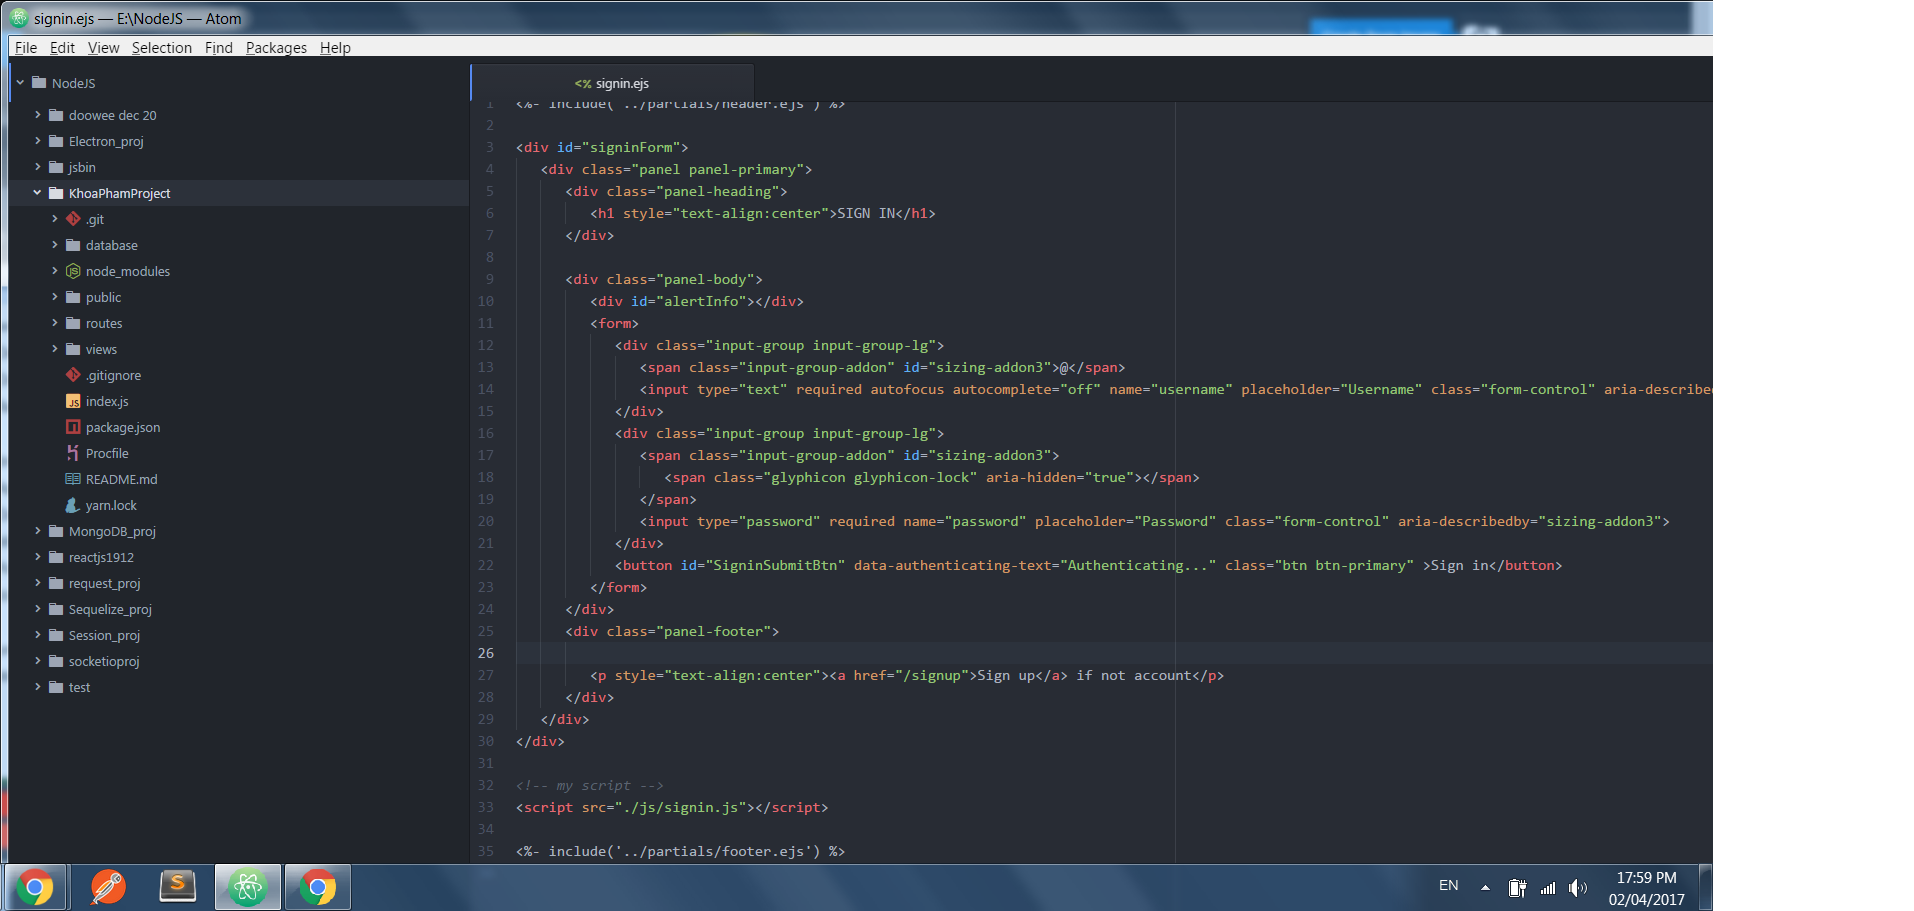 signin.ejs — E:\NodeJS — Atom
File Edit View Selection Find Packages Help
NodeJS
doowee dec 20
Electron_proj
jsbin
KhoaPhamProject
.git
database
node_modules
public
routes
views
.gitignore
index.js
package.json
Procfile
README.md
yarn.lock
MongoDB_proj
reactjs1912
request_proj
Sequelize_proj
Session_proj
socketioproj
test
<% signin.ejs
1 <%- include('../partials/header.ejs') %>
2
3 <div id="signinForm">
4 <div class="panel panel-primary">
5 <div class="panel-heading">
6 <h1 style="text-align:center">SIGN IN</h1>
7 </div>
8
9 <div class="panel-body">
10 <div id="alertInfo"></div>
11 <form>
12 <div class="input-group input-group-lg">
13 <span class="input-group-addon" id="sizing-addon3">@</span>
14 <input type="text" required autofocus autocomplete="off" name="username" placeholder="Username" class="form-control" aria-describe
15 </div>
16 <div class="input-group input-group-lg">
17 <span class="input-group-addon" id="sizing-addon3">
18 <span class="glyphicon glyphicon-lock" aria-hidden="true"></span>
19 </span>
20 <input type="password" required name="password" placeholder="Password" class="form-control" aria-describedby="sizing-addon3">
21 </div>
22 <button id="SigninSubmitBtn" data-authenticating-text="Authenticating..." class="btn btn-primary" >Sign in</button>
23 </form>
24 </div>
25 <div class="panel-footer">
26
27 <p style="text-align:center"><a href="/signup">Sign up</a> if not account</p>
28 </div>
29 </div>
30 </div>
31
32 <!-- my script -->
33 <script src="./js/signin.js"></script>
34
35 <%- include('../partials/footer.ejs') %>
EN
17:59 PM
02/04/2017